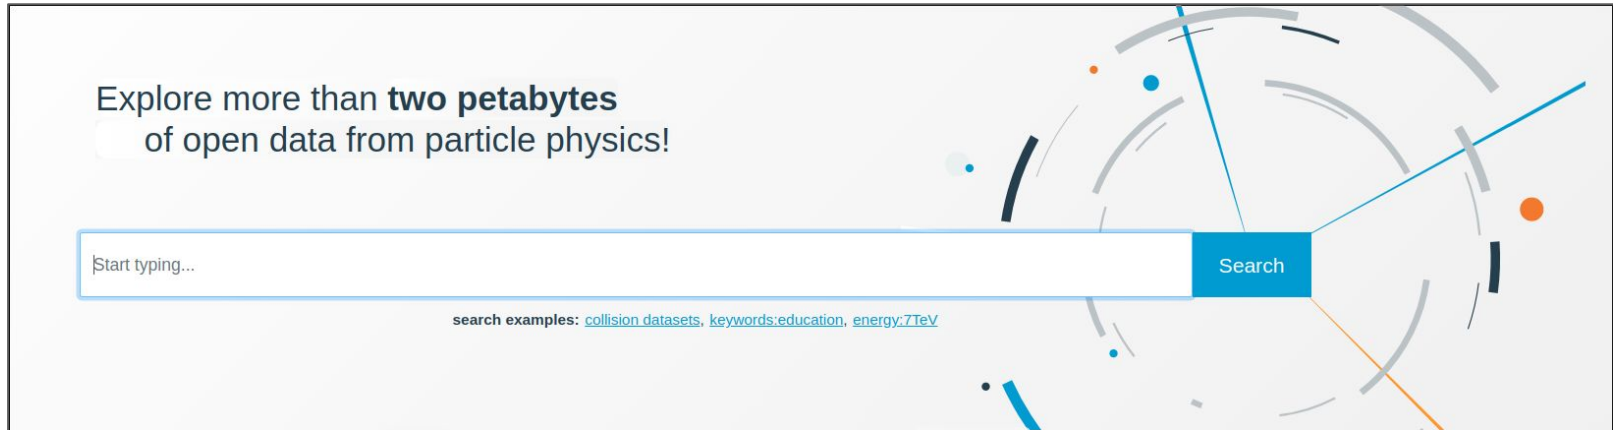 Explore more than two petabytes
of open data from particle physics!
Start typing...
Search
search examples: collision datasets, keywords:education, energy:7TeV